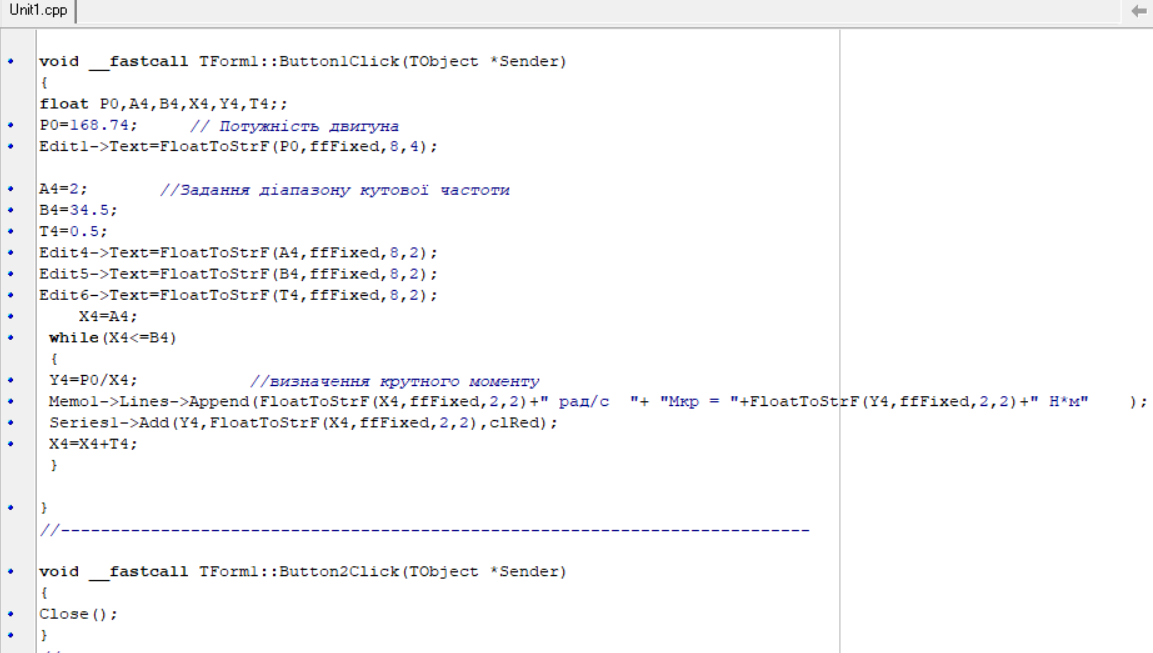 Unit1.cpp
void __fastcall TForm1::Button1Click(TObject *Sender)
{
float P0,A4,B4,X4,Y4,T4;;
P0=168.74;     // Потужність двигуна
Edit1->Text=FloatToStrF(P0,ffFixed,8,4);
A4=2;       //Задання діапазону кутової частоти
B4=34.5;
T4=0.5;
Edit4->Text=FloatToStrF(A4,ffFixed,8,2);
Edit5->Text=FloatToStrF(B4,ffFixed,8,2);
Edit6->Text=FloatToStrF(T4,ffFixed,8,2);
    X4=A4;
 while(X4<=B4)
 {
 Y4=P0/X4;           //визначення крутного моменту
 Memo1->Lines->Append(FloatToStrF(X4,ffFixed,2,2)+" рад/с  "+ "Мкр = "+FloatToStrF(Y4,ffFixed,2,2)+" Н*м"    );
 Series1->Add(Y4,FloatToStrF(X4,ffFixed,2,2),clRed);
 X4=X4+T4;
 }
}
//---------------------------------------------------------------------------
void __fastcall TForm1::Button2Click(TObject *Sender)
{
Close();
}